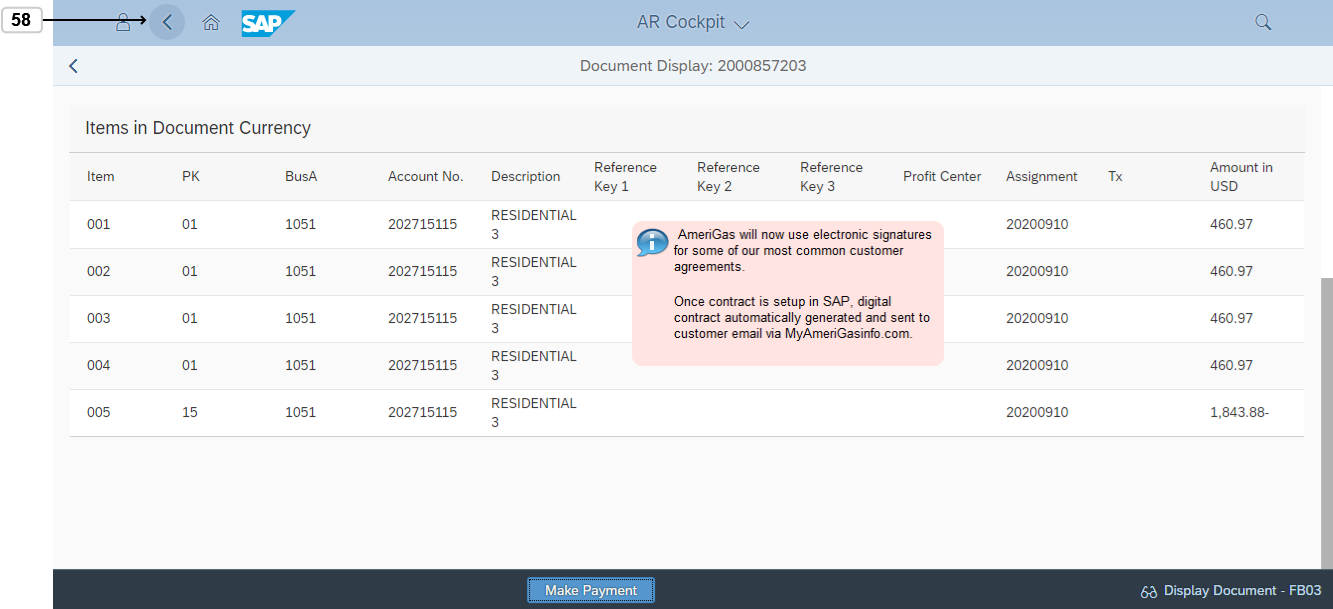 58
SAP
AR Cockpit
Document Display: 2000857203
Items in Document Currency
Item PK BusA Account No. Description Reference Key 1 Reference Key 2 Reference Key 3 Profit Center Assignment Tx Amount in USD
001 01 1051 202715115 RESIDENTIAL 3 20200910 460.97
002 01 1051 202715115 RESIDENTIAL 3 20200910 460.97
003 01 1051 202715115 RESIDENTIAL 3 20200910 460.97
004 01 1051 202715115 RESIDENTIAL 3 20200910 460.97
005 15 1051 202715115 RESIDENTIAL 3 20200910 1,843.88-
AmeriGas will now use electronic signatures
for some of our most common customer
agreements.
Once contract is setup in SAP, digital
contract automatically generated and sent to
customer email via MyAmeriGasinfo.com.
Make Payment
Display Document - FB03